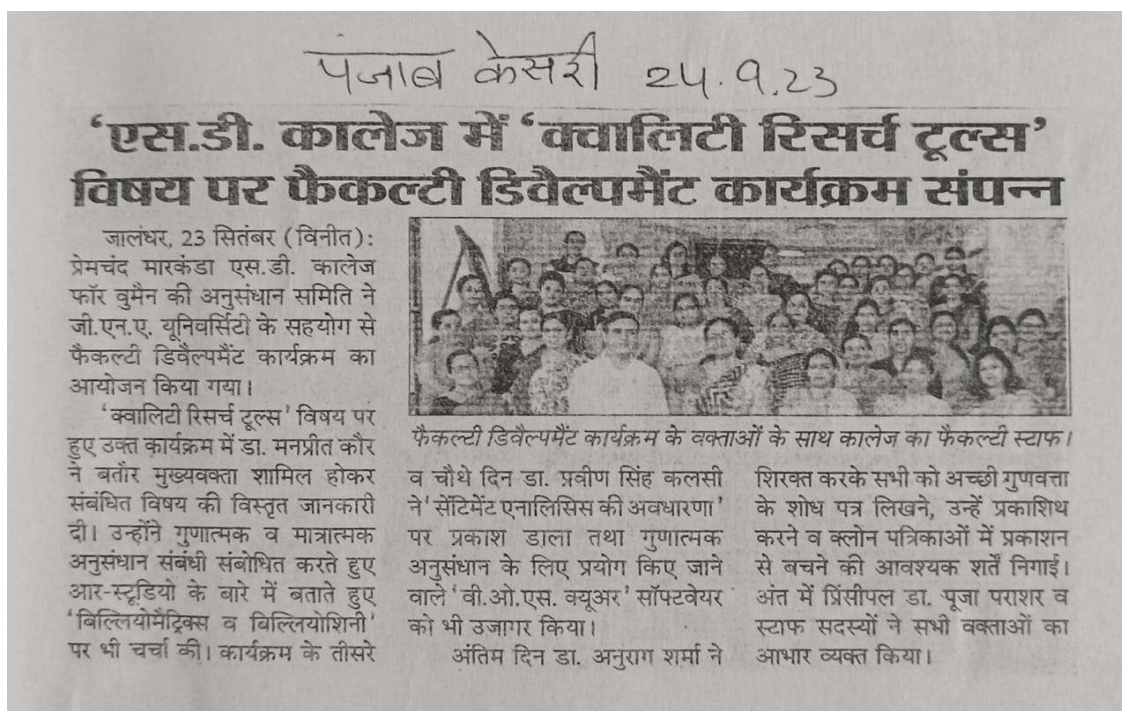 पंजाब केसरी 24.9.23
‘एस.डी. कालेज में ‘क्वालिटी रिसर्च टूल्स’
विषय पर फैकल्टी डिवैल्पमैंट कार्यक्रम संपन्न
जालंधर, 23 सितंबर (विनीत):
प्रेमचंद मारकंडा एस.डी. कालेज
फॉर वुमैन की अनुसंधान समिति ने
जी.एन.ए. यूनिवर्सिटी के सहयोग से
फैकल्टी डिवैल्पमैंट कार्यक्रम का
आयोजन किया गया।
‘क्वालिटी रिसर्च टूल्स’ विषय पर
हुए उक्त कार्यक्रम में डा. मनप्रीत कौर
ने बतौर मुख्यवक्ता शामिल होकर
संबंधित विषय की विस्तृत जानकारी
दी। उन्होंने गुणात्मक व मात्रात्मक
अनुसंधान संबंधी संबोधित करते हुए
आर-स्टूडियो के बारे में बताते हुए
‘बिल्लियोमैट्रिक्स व बिल्लियोशिनी’
पर भी चर्चा की। कार्यक्रम के तीसरे
फैकल्टी डिवैल्पमैंट कार्यक्रम के वक्ताओं के साथ कालेज का फैकल्टी स्टाफ।
व चौथे दिन डा. प्रवीण सिंह कलसी
ने ‘सेंटिमेंट एनालिसिस की अवधारणा’
पर प्रकाश डाला तथा गुणात्मक
अनुसंधान के लिए प्रयोग किए जाने
वाले ‘वी.ओ.एस. क्यूअर’ सॉफ्टवेयर
को भी उजागर किया।
अंतिम दिन डा. अनुराग शर्मा ने
शिरक्त करके सभी को अच्छी गुणवत्ता
के शोध पत्र लिखने, उन्हें प्रकाशिथ
करने व क्लोन पत्रिकाओं में प्रकाशन
से बचने की आवश्यक शर्तें निगाई।
अंत में प्रिंसीपल डा. पूजा पराशर व
स्टाफ सदस्यों ने सभी वक्ताओं का
आभार व्यक्त किया।